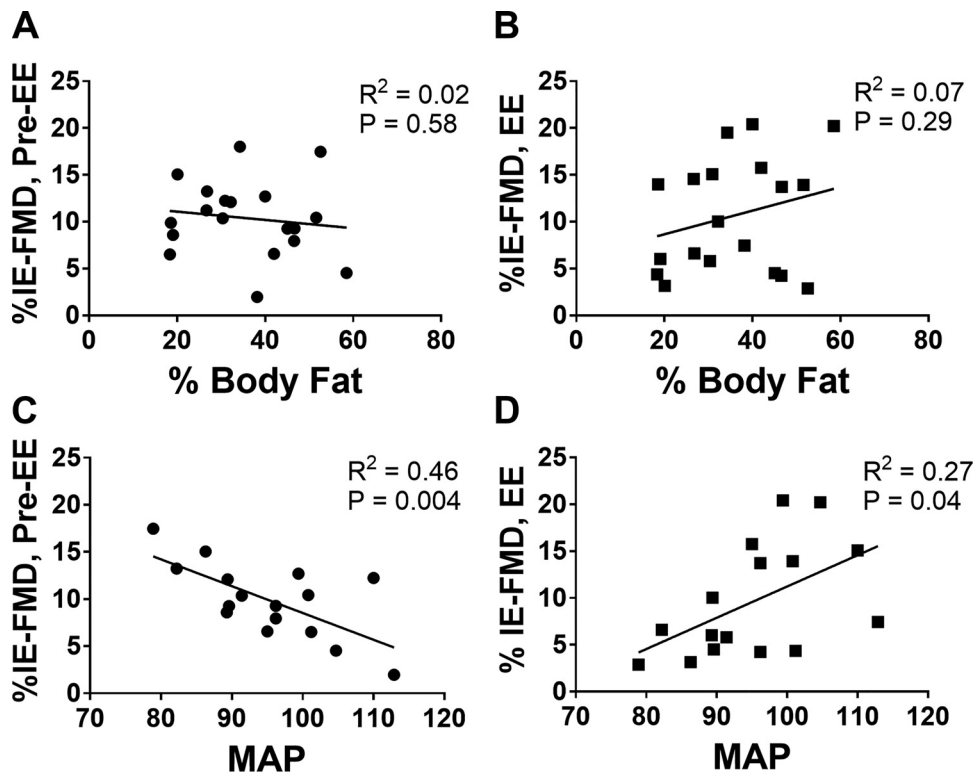 A
%IE-FMD, Pre-EE
25
20
15
10
5
0
R² = 0.02
P = 0.58
0 20 40 60 80
% Body Fat
B
%IE-FMD, EE
25
20
15
10
5
0
R² = 0.07
P = 0.29
0 20 40 60 80
% Body Fat
C
%IE-FMD, Pre-EE
25
20
15
10
5
0
R² = 0.46
P = 0.004
70 80 90 100 110 120
MAP
D
% IE-FMD, EE
25
20
15
10
5
0
R² = 0.27
P = 0.04
70 80 90 100 110 120
MAP